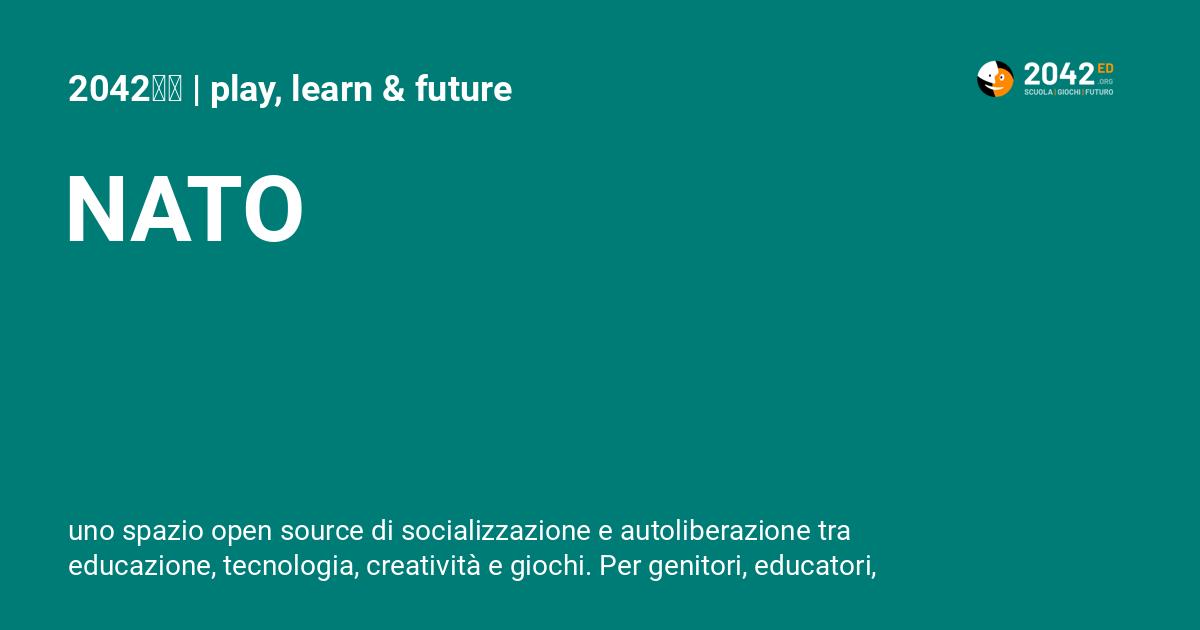 2042 | play, learn & future
2042 ED
.ORG
SCUOLA | GIOCHI | FUTURO
NATO
uno spazio open source di socializzazione e autoliberazione tra
educazione, tecnologia, creatività e giochi. Per genitori, educatori,